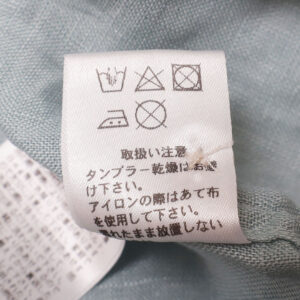 取扱い注意
タンブラー乾燥はお避
け下さい。
アイロンの際はあて布
を使用して下さい。
濡れたまま放置しない